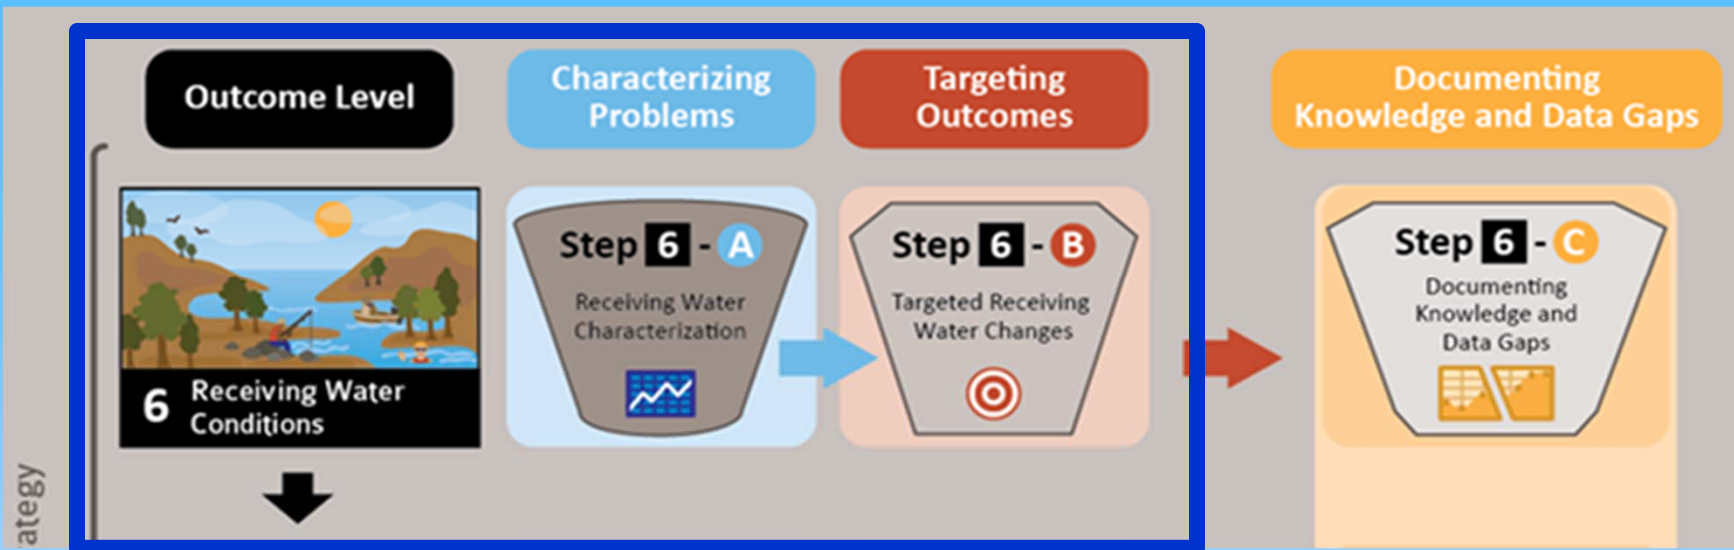 Outcome Level
Characterizing
Problems
Targeting
Outcomes
Documenting
Knowledge and Data Gaps
6 Receiving Water
Conditions
Step 6 - A
Receiving Water
Characterization
Step 6 - B
Targeted Receiving
Water Changes
Step 6 - C
Documenting
Knowledge and
Data Gaps
ategy